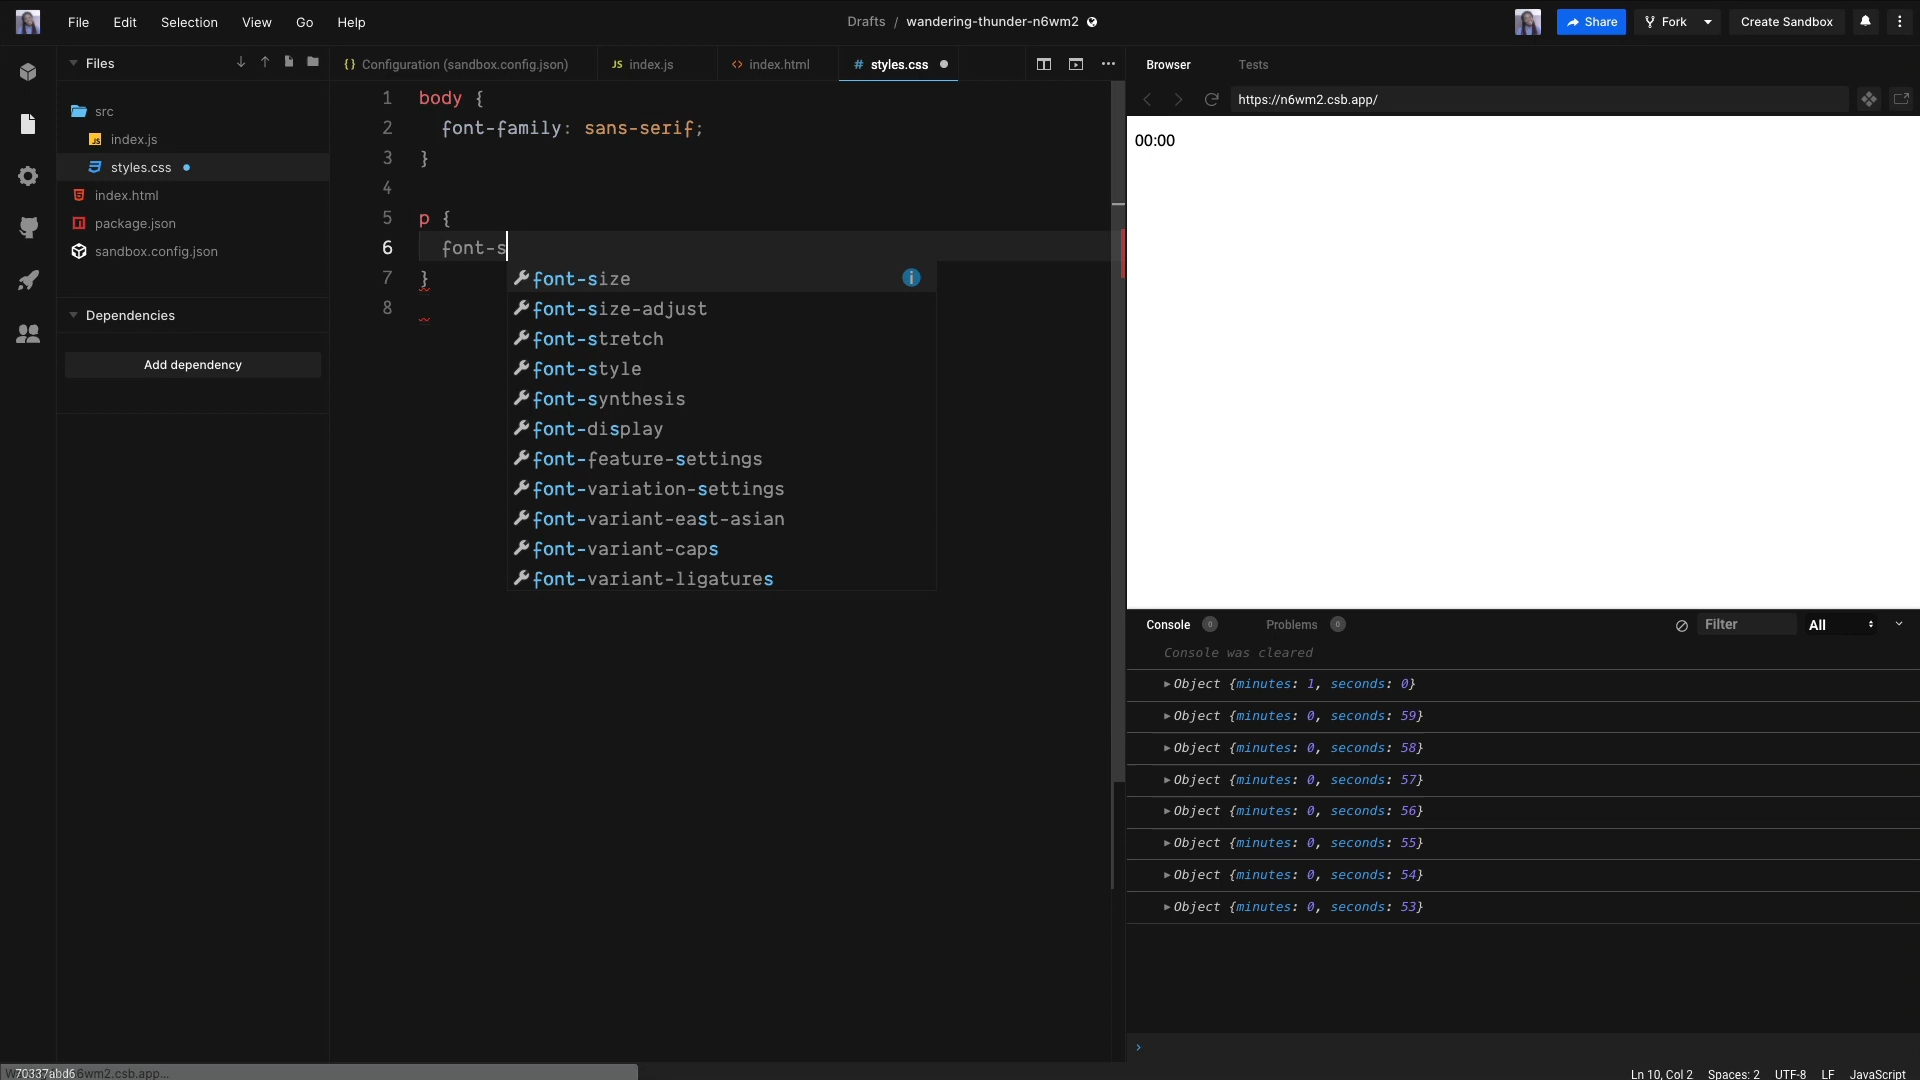 File
Edit
Selection
View
Go
Help
Drafts / wandering-thunder-n6wm2
Share
Fork
Create Sandbox
Files
src
index.js
styles.css
index.html
package.json
sandbox.config.json
Dependencies
Add dependency
{} Configuration (sandbox.config.json)
JS index.js
<> index.html
# styles.css
1 body {
2 font-family: sans-serif;
3 }
4
5 p {
6 font-s
7 }
8
font-size
font-size-adjust
font-stretch
font-style
font-synthesis
font-display
font-feature-settings
font-variation-settings
font-variant-east-asian
font-variant-caps
font-variant-ligatures
Browser
Tests
https://n6wm2.csb.app/
00:00
Console 0
Problems 0
Filter
All
Console was cleared
Object {minutes: 1, seconds: 0}
Object {minutes: 0, seconds: 59}
Object {minutes: 0, seconds: 58}
Object {minutes: 0, seconds: 57}
Object {minutes: 0, seconds: 56}
Object {minutes: 0, seconds: 55}
Object {minutes: 0, seconds: 54}
Object {minutes: 0, seconds: 53}
70337abd6
6wm2.csb.app...
Ln 10, Col 2
Spaces: 2
UTF-8
LF
JavaScript